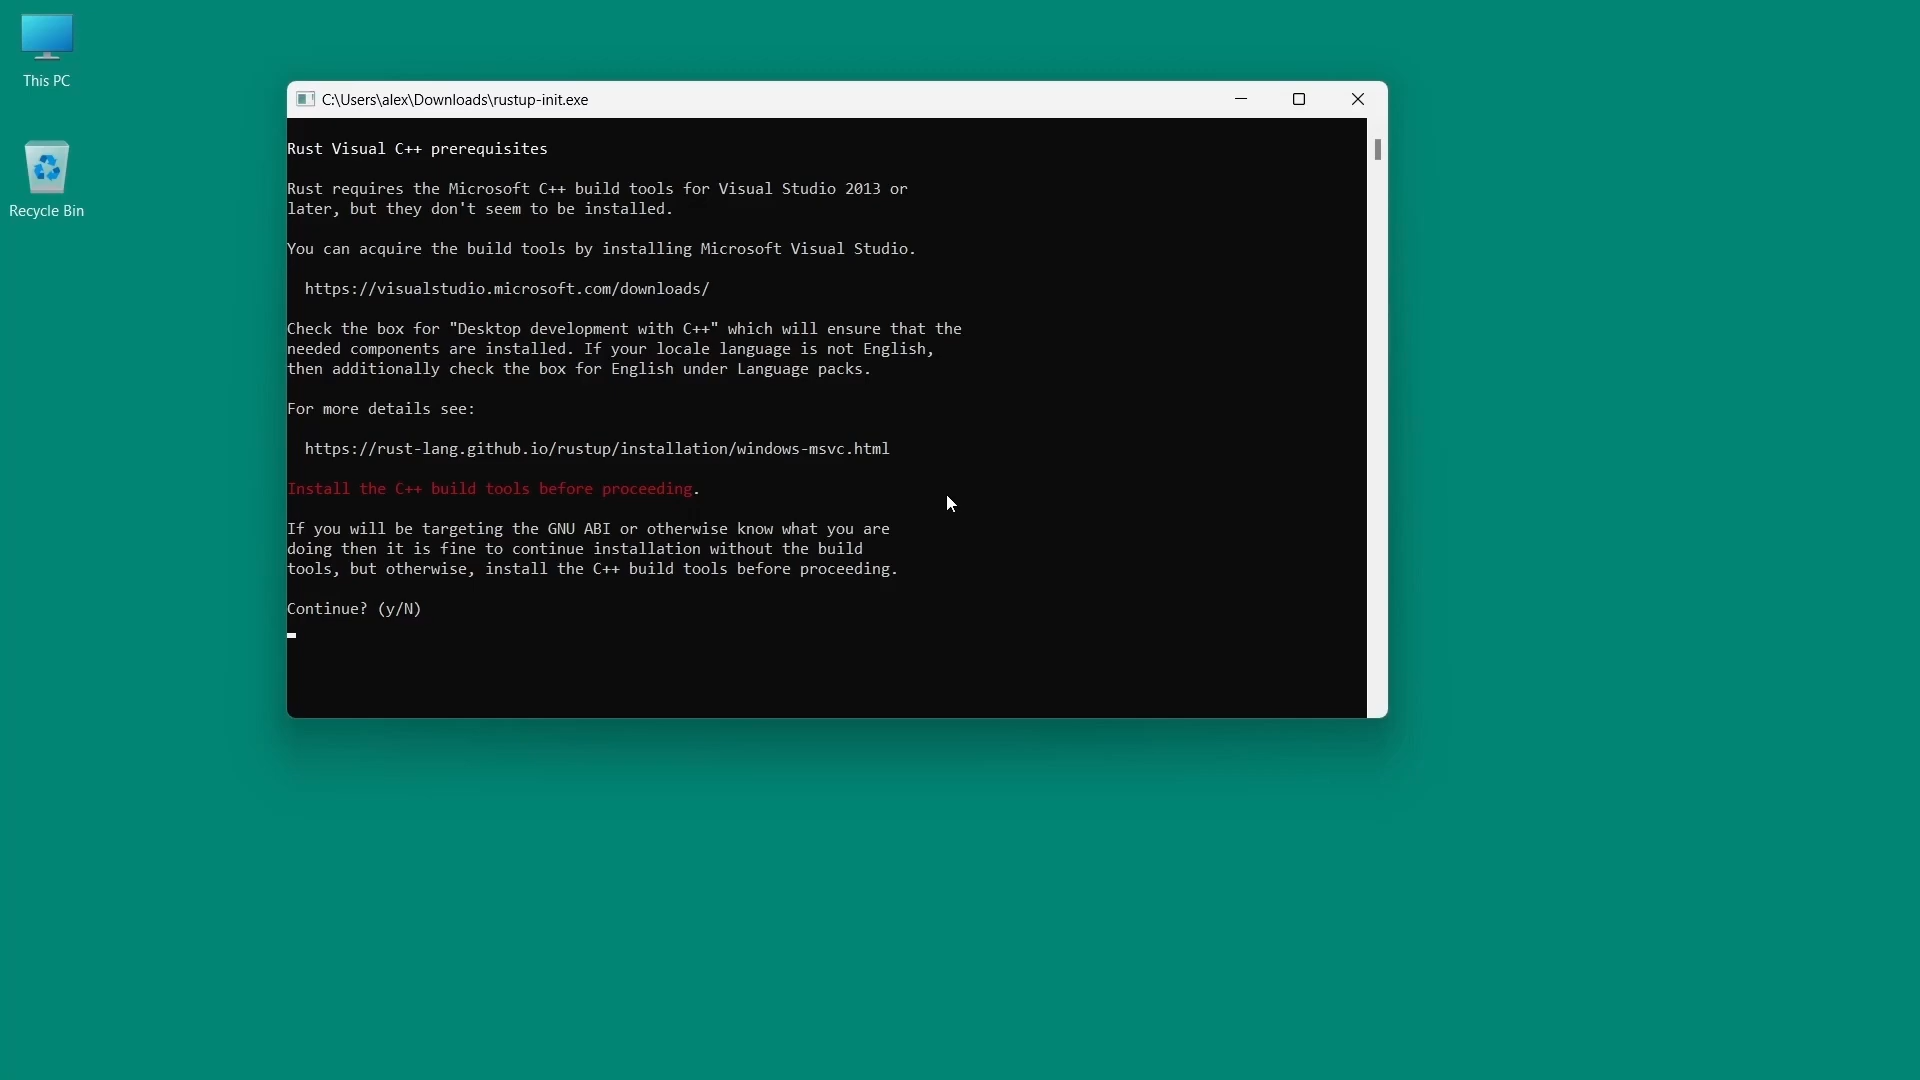 This PC
Recycle Bin
C:\Users\alex\Downloads\rustup-init.exe
Rust Visual C++ prerequisites
Rust requires the Microsoft C++ build tools for Visual Studio 2013 or
later, but they don't seem to be installed.
You can acquire the build tools by installing Microsoft Visual Studio.
https://visualstudio.microsoft.com/downloads/
Check the box for "Desktop development with C++" which will ensure that the
needed components are installed. If your locale language is not English,
then additionally check the box for English under Language packs.
For more details see:
https://rust-lang.github.io/rustup/installation/windows-msvc.html
Install the C++ build tools before proceeding.
If you will be targeting the GNU ABI or otherwise know what you are
doing then it is fine to continue installation without the build
tools, but otherwise, install the C++ build tools before proceeding.
Continue? (y/N)